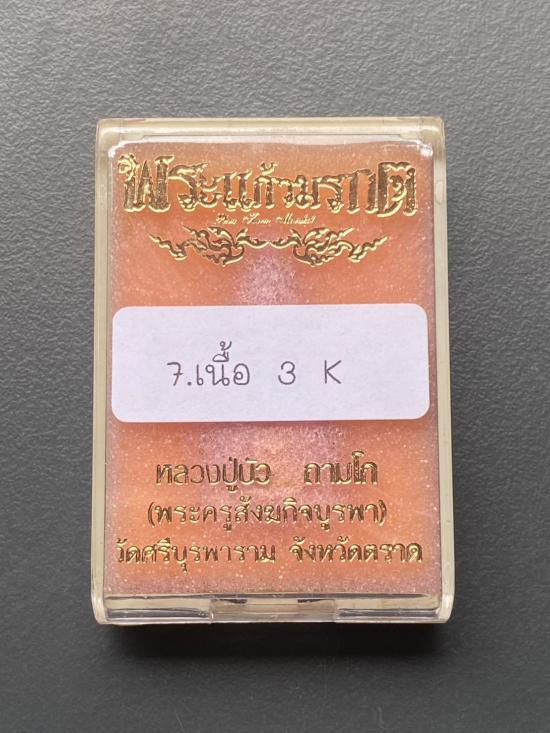 พระแก้วมรกต
Phra Kaew Morakot
7.เนื้อ 3 K
หลวงปู่บัว ถามโก
(พระครูสังฆกิจบูรพา)
วัดศรีบุรพาราม จังหวัดตราด